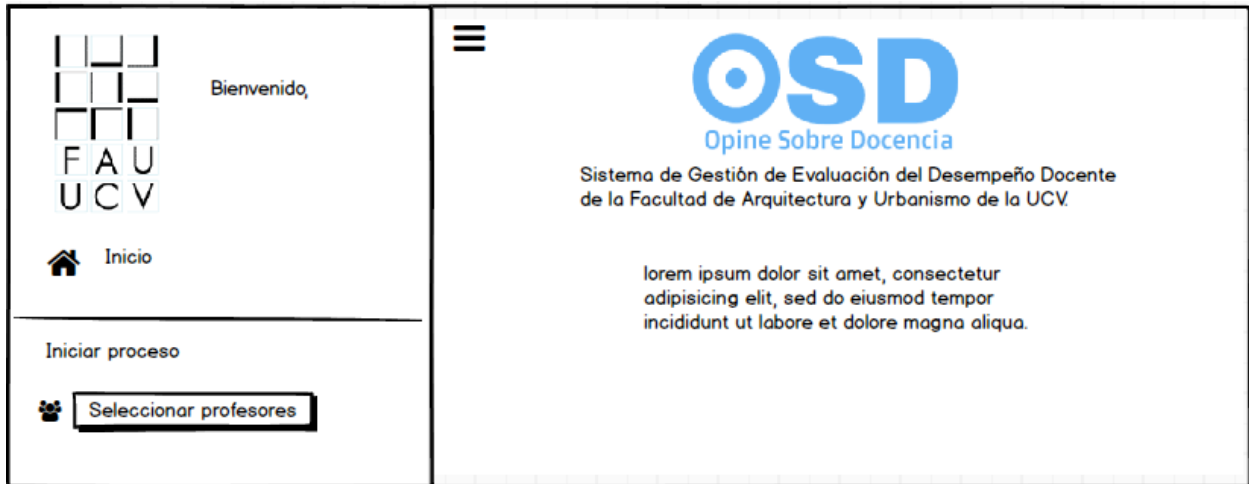 F A U
U C V
Bienvenido,
Inicio
Iniciar proceso
Seleccionar profesores
OSD
Opine Sobre Docencia
Sistema de Gestión de Evaluación del Desempeño Docente
de la Facultad de Arquitectura y Urbanismo de la UCV.
lorem ipsum dolor sit amet, consectetur
adipisicing elit, sed do eiusmod tempor
incididunt ut labore et dolore magna aliqua.